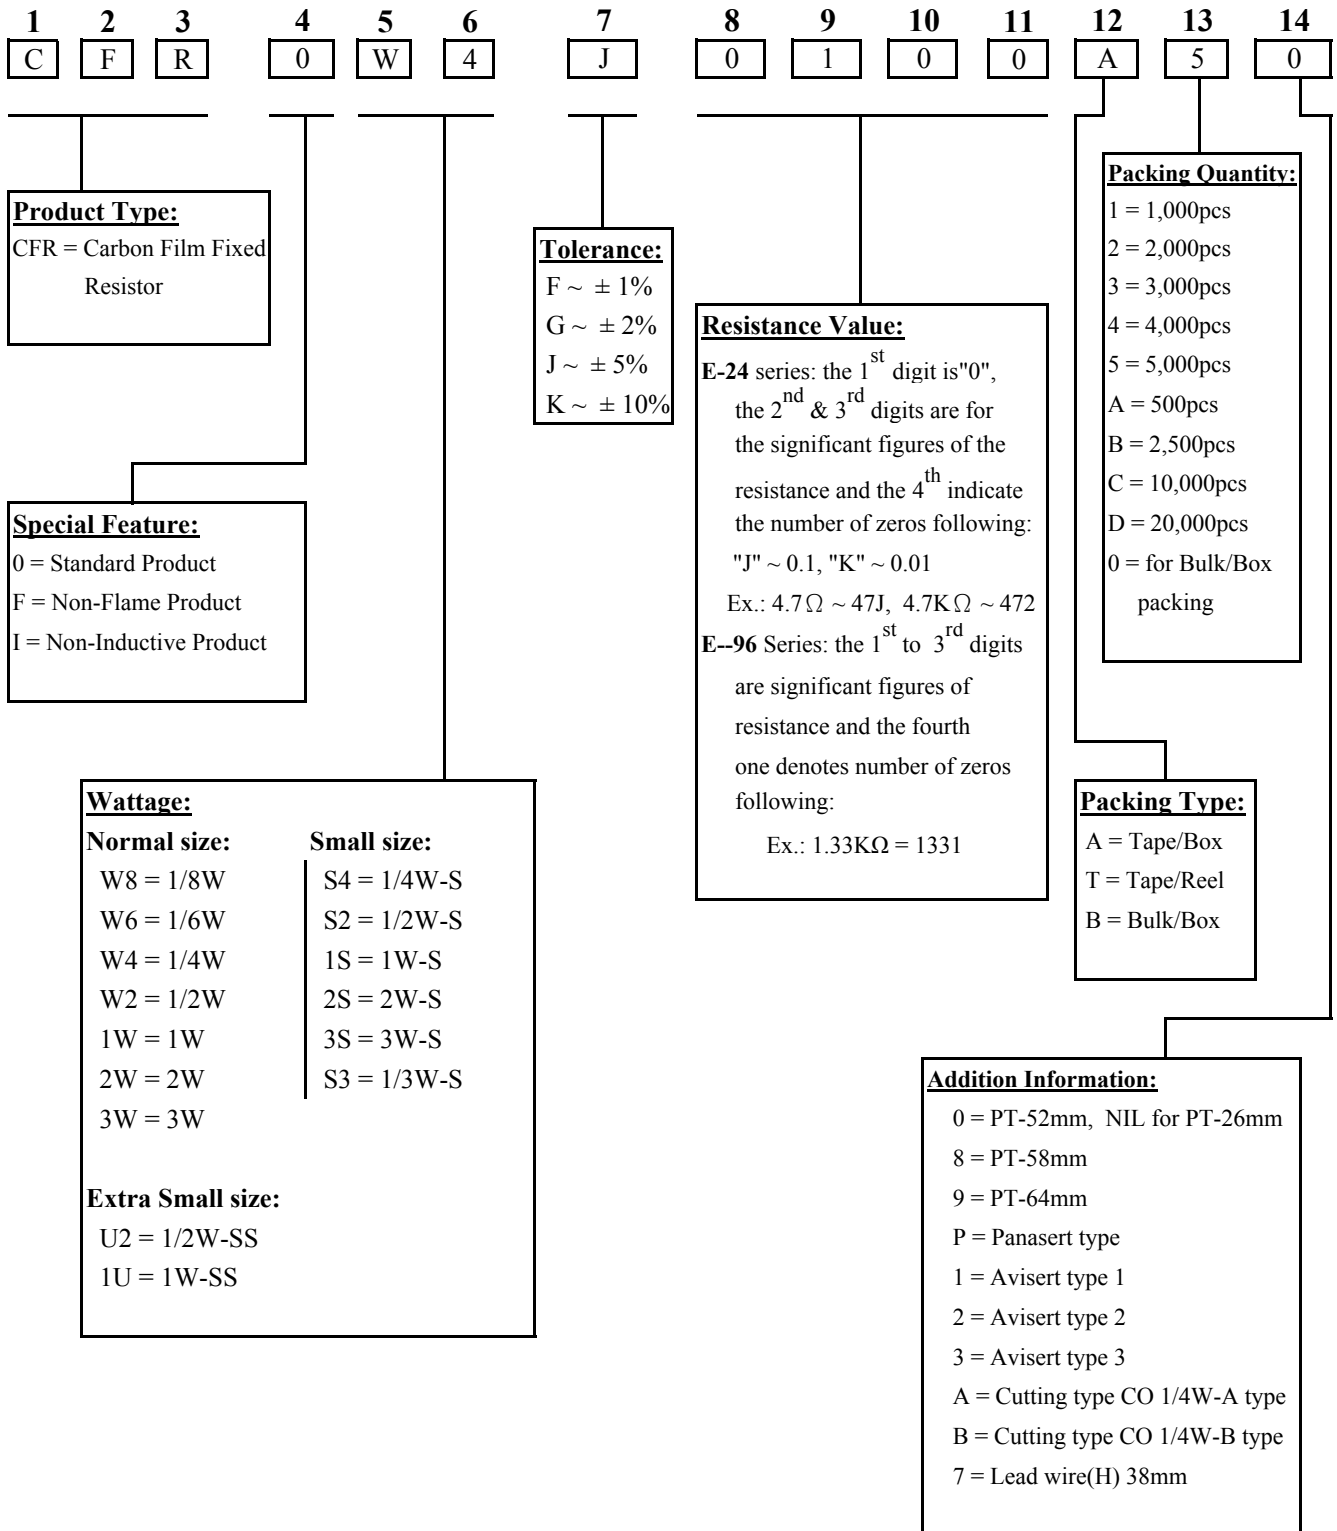 1 2 3 4 5 6 7 8 9 10 11 12 13 14
C F R 0 W 4 J 0 1 0 0 A 5 0
Product Type:
CFR = Carbon Film Fixed
Resistor
Special Feature:
0 = Standard Product
F = Non-Flame Product
I = Non-Inductive Product
Wattage:
Normal size:
W8 = 1/8W
W6 = 1/6W
W4 = 1/4W
W2 = 1/2W
1W = 1W
2W = 2W
3W = 3W
Small size:
S4 = 1/4W-S
S2 = 1/2W-S
1S = 1W-S
2S = 2W-S
3S = 3W-S
S3 = 1/3W-S
Extra Small size:
U2 = 1/2W-SS
1U = 1W-SS
Tolerance:
F ~ ± 1%
G ~ ± 2%
J ~ ± 5%
K ~ ± 10%
Resistance Value:
E-24 series: the 1st digit is"0",
the 2nd & 3rd digits are for
the significant figures of the
resistance and the 4th indicate
the number of zeros following:
"J" ~ 0.1, "K" ~ 0.01
Ex.: 4.7Ω ~ 47J, 4.7KΩ ~ 472
E--96 Series: the 1st to 3rd digits
are significant figures of
resistance and the fourth
one denotes number of zeros
following:
Ex.: 1.33KΩ = 1331
Packing Quantity:
1 = 1,000pcs
2 = 2,000pcs
3 = 3,000pcs
4 = 4,000pcs
5 = 5,000pcs
A = 500pcs
B = 2,500pcs
C = 10,000pcs
D = 20,000pcs
0 = for Bulk/Box
packing
Packing Type:
A = Tape/Box
T = Tape/Reel
B = Bulk/Box
Addition Information:
0 = PT-52mm, NIL for PT-26mm
8 = PT-58mm
9 = PT-64mm
P = Panasert type
1 = Avisert type 1
2 = Avisert type 2
3 = Avisert type 3
A = Cutting type CO 1/4W-A type
B = Cutting type CO 1/4W-B type
7 = Lead wire(H) 38mm